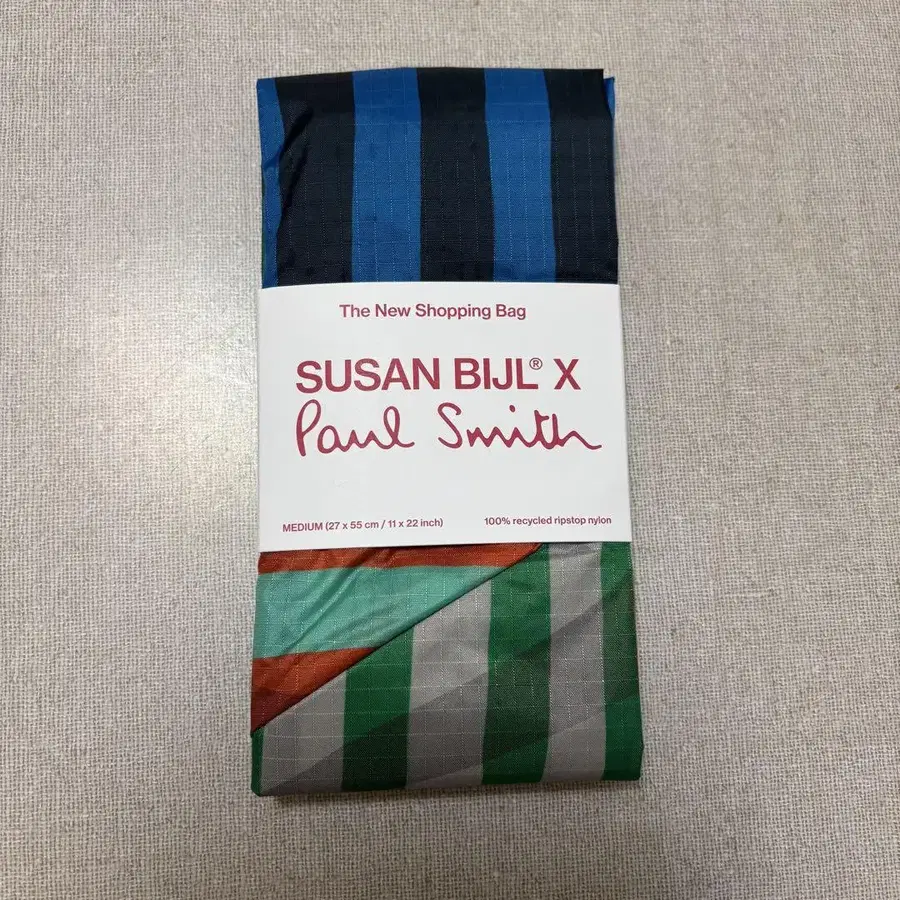 The New Shopping Bag
SUSAN BIJL® X
Paul Smith
MEDIUM (27 x 55 cm / 11 x 22 inch)
100% recycled ripstop nylon